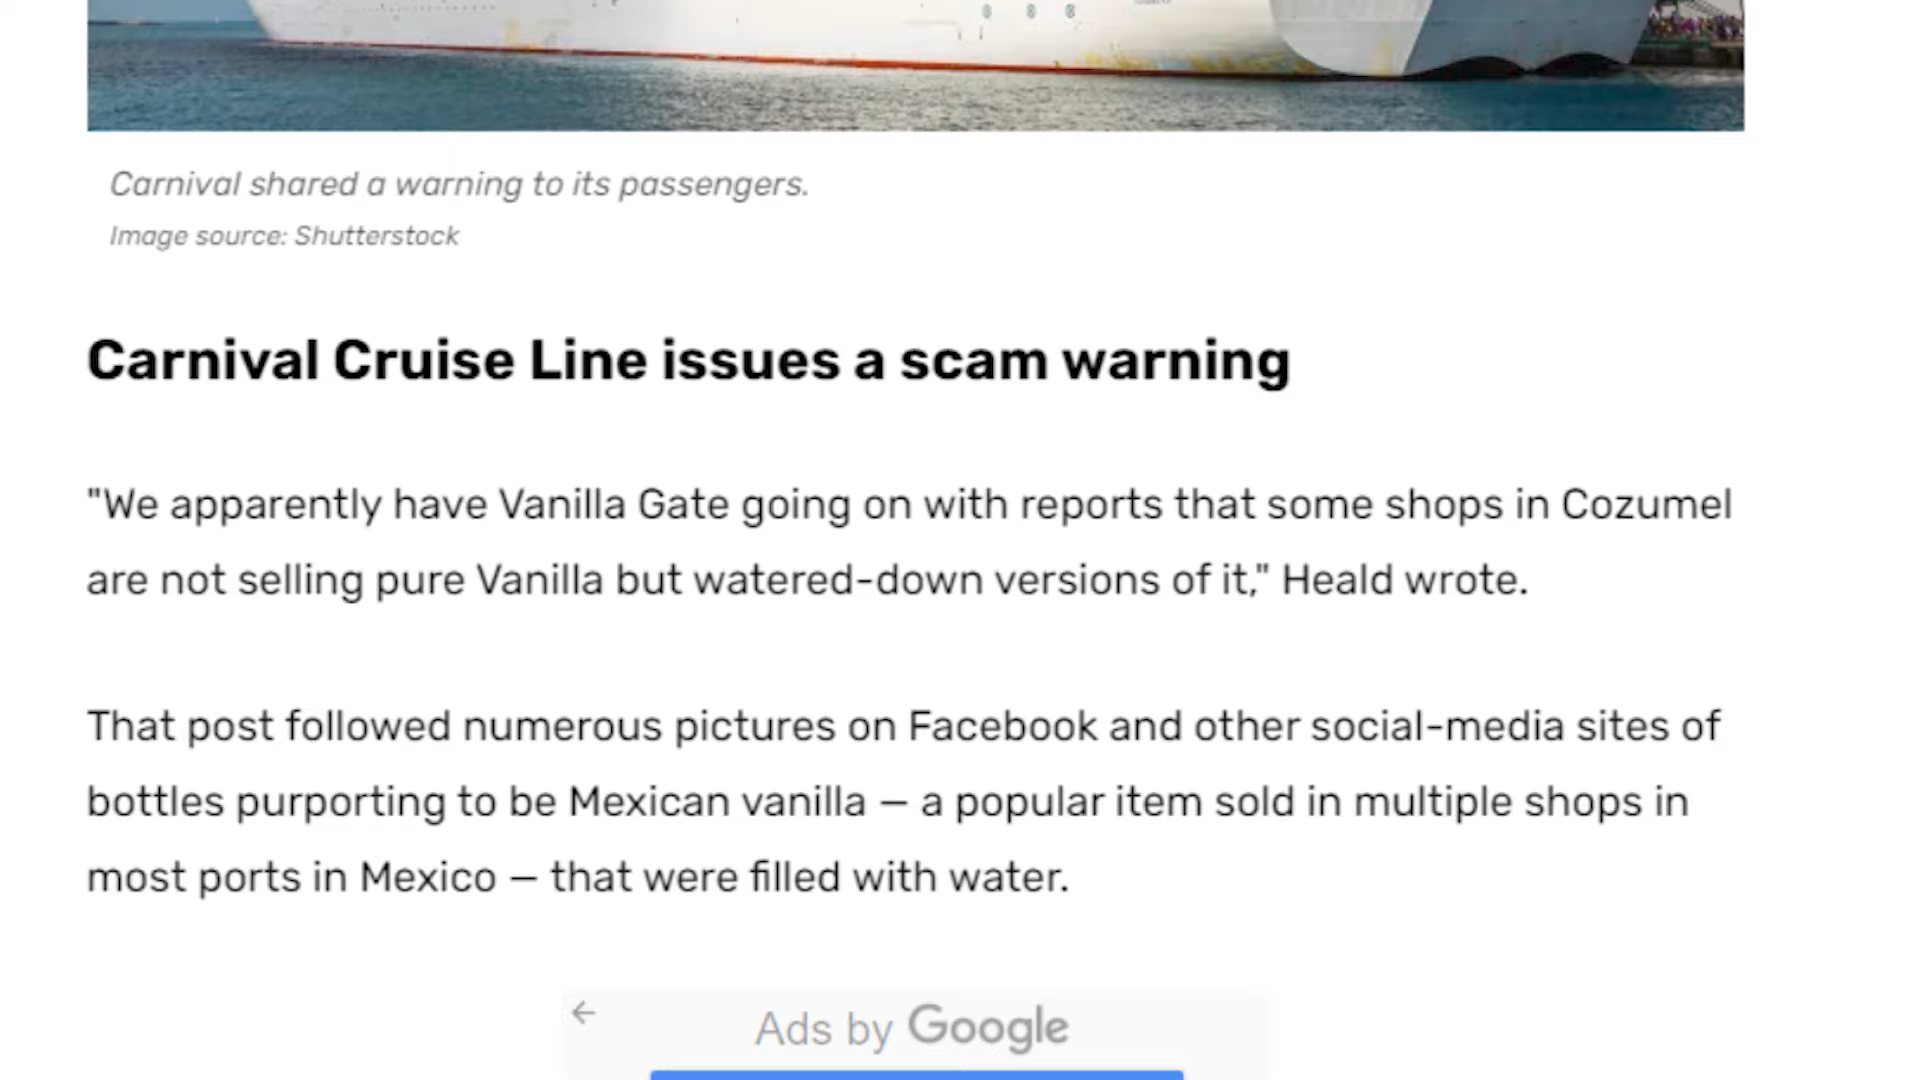 Carnival shared a warning to its passengers.
Image source: Shutterstock
Carnival Cruise Line issues a scam warning
"We apparently have Vanilla Gate going on with reports that some shops in Cozumel
are not selling pure Vanilla but watered-down versions of it," Heald wrote.
That post followed numerous pictures on Facebook and other social-media sites of
bottles purporting to be Mexican vanilla — a popular item sold in multiple shops in
most ports in Mexico — that were filled with water.
Ads by Google